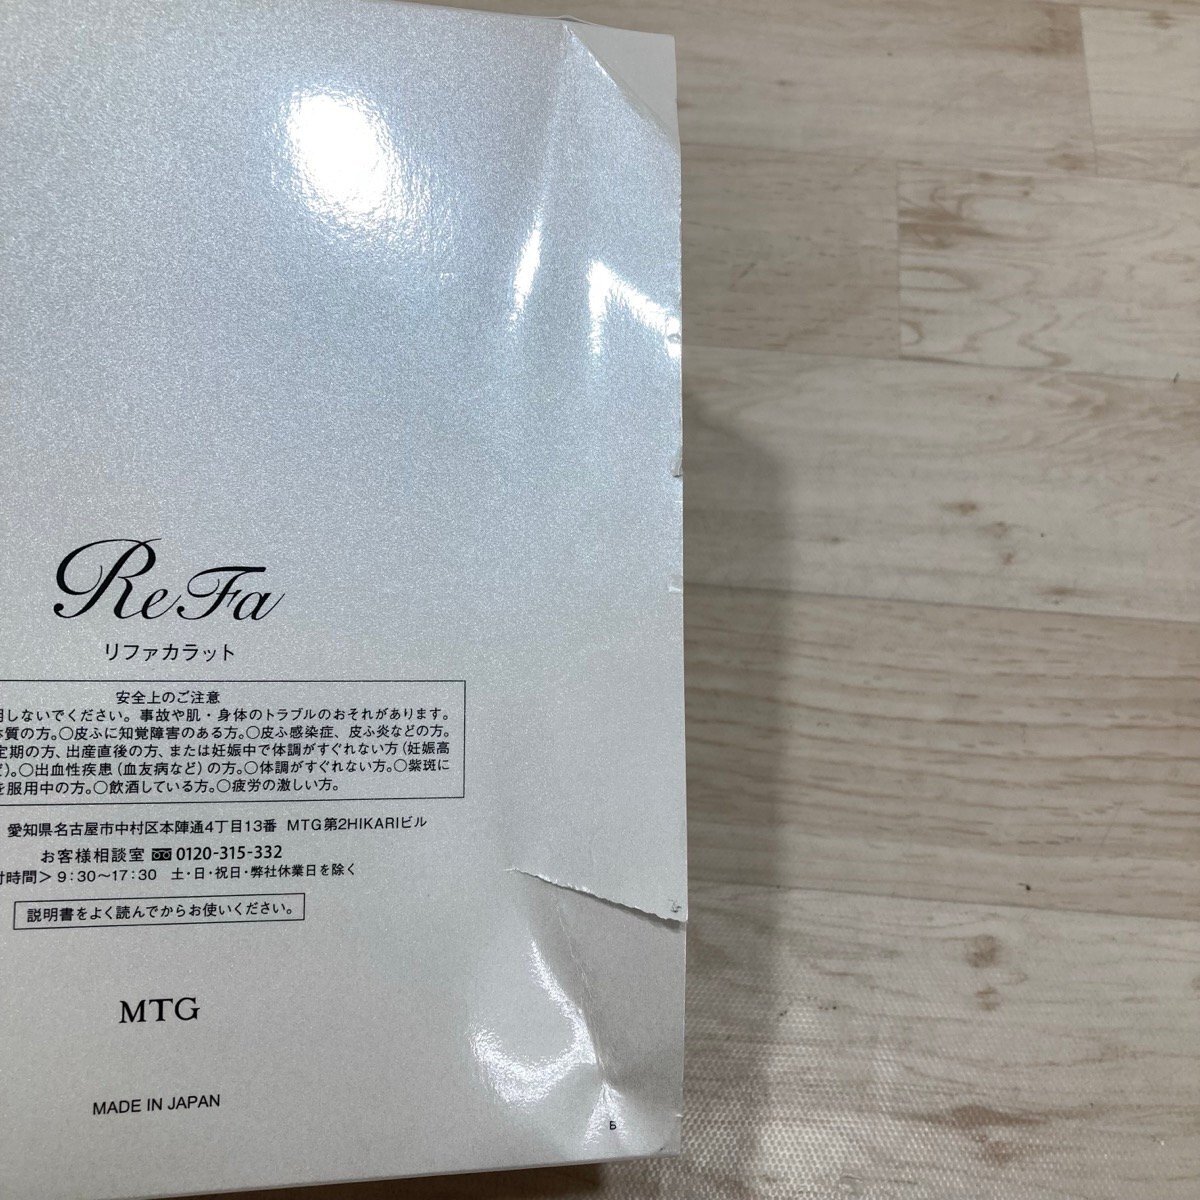 ReFa
リファカラット
安全上のご注意
しないでください。事故や肌・身体のトラブルのおそれがあります。
質の方。○皮ふに知覚障害のある方。○皮ふ感染症、皮ふ炎などの方。
定期の方、出産直後の方、または妊娠中で体調がすぐれない方(妊娠高
)。○出血性疾患(血友病など)の方。○体調がすぐれない方。○紫斑に
を服用中の方。○飲酒している方。○疲労の激しい方。
愛知県名古屋市中村区本陣通4丁目13番 MTG第2HIKARIビル
お客様相談室 0120-315-332
時間＞9:30〜17:30 土・日・祝日・弊社休業日を除く
説明書をよく読んでからお使いください。
MTG
MADE IN JAPAN